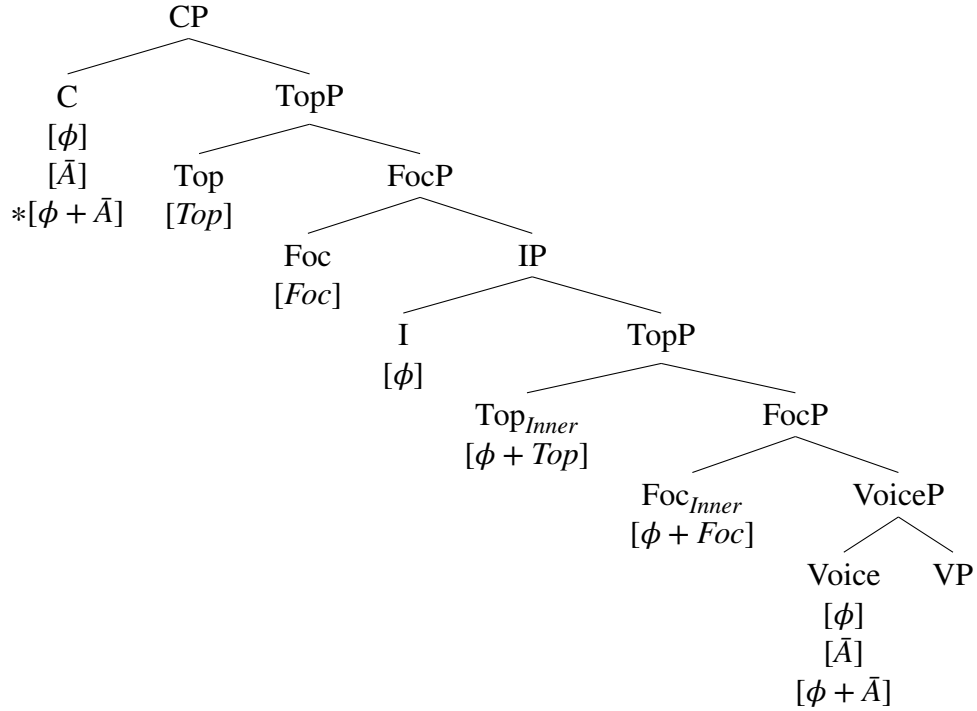 CP
C TopP
[ϕ]
[Ā] Top FocP
*[ϕ + Ā] [Top]
Foc IP
[Foc]
I TopP
[ϕ]
Top_Inner FocP
[ϕ + Top]
Foc_Inner VoiceP
[ϕ + Foc]
Voice VP
[ϕ]
[Ā]
[ϕ + Ā]